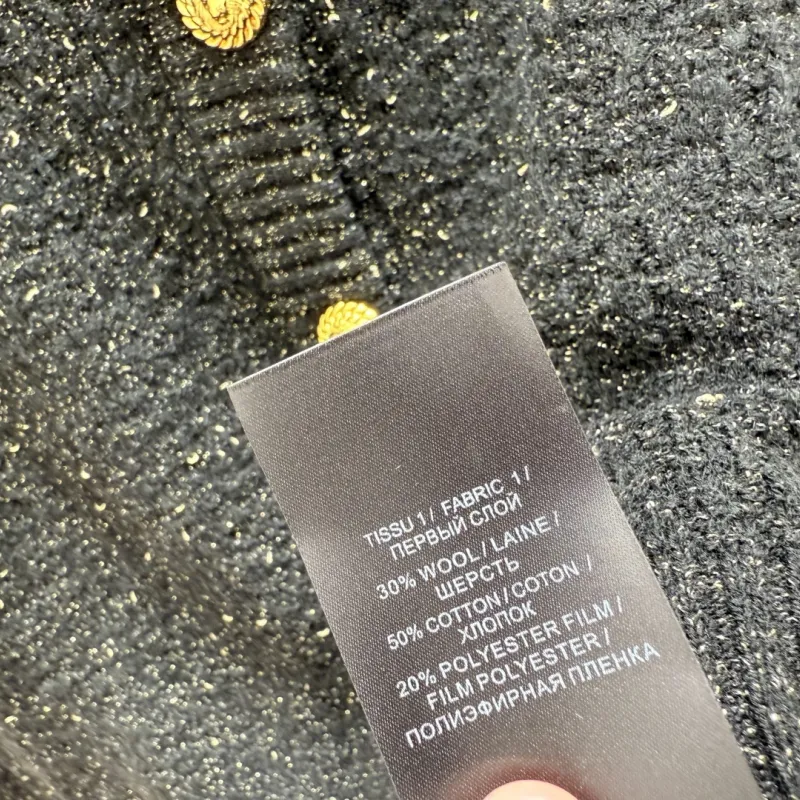 TISSU 1 / FABRIC 1 /
ПЕРВЫЙ СЛОЙ
30% WOOL / LAINE /
ШЕРСТЬ
50% COTTON / COTON /
ХЛОПОК
20% POLYESTER FILM /
FILM POLYESTER /
ПОЛИЭФИРНАЯ ПЛЕНКА